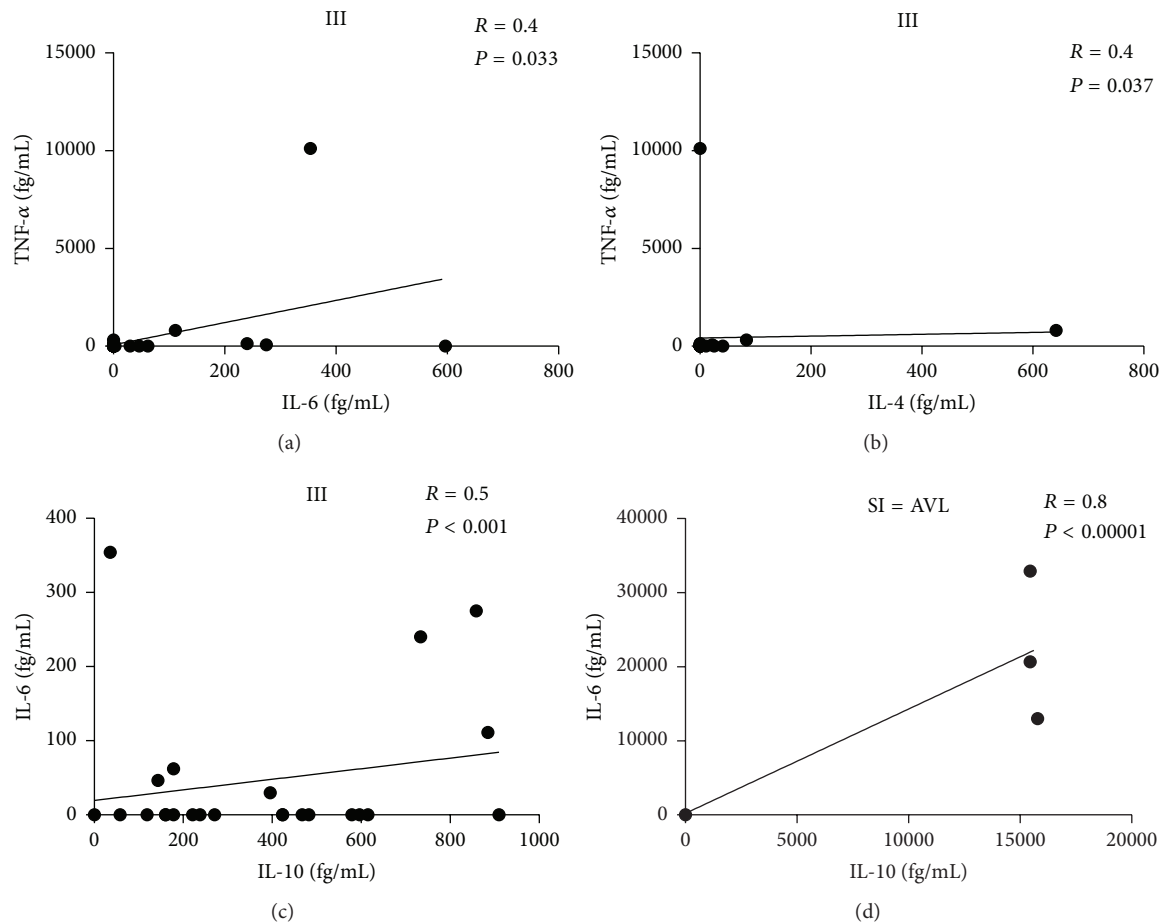 III
R = 0.4
P = 0.033
15000
10000
5000
0
TNF-α (fg/mL)
0 200 400 600 800
IL-6 (fg/mL)
(a)
III
R = 0.4
P = 0.037
15000
10000
5000
0
TNF-α (fg/mL)
0 200 400 600 800
IL-4 (fg/mL)
(b)
III
R = 0.5
P < 0.001
400
300
200
100
0
IL-6 (fg/mL)
0 200 400 600 800 1000
IL-10 (fg/mL)
(c)
SI = AVL
R = 0.8
P < 0.00001
40000
30000
20000
10000
0
IL-6 (fg/mL)
0 5000 10000 15000 20000
IL-10 (fg/mL)
(d)